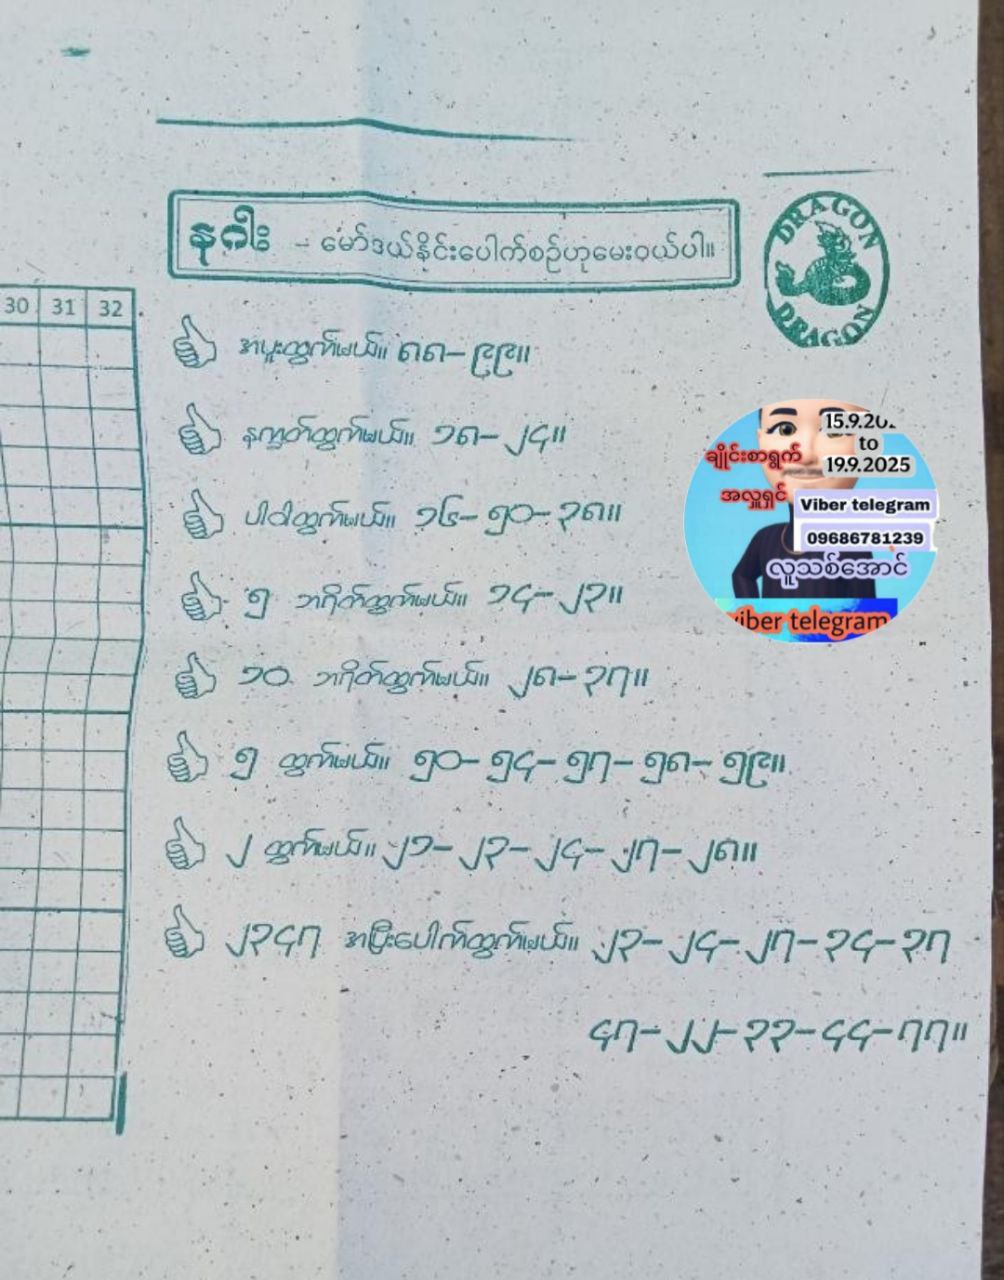 နဂါး - မော်ဒယ်နိုင်းပေါက်စဉ်ဟုမေးဝယ်ပါ။
DRAGON
DRAGON
30 31 32
အပူးထွက်မယ်။ ၈၈-၉၉။
နက္ခတ်ထွက်မယ်။ ၁၈-၂၄။
ပါဝါထွက်မယ်။ ၁၆-၅၀-၃၈။
၅ ဘရိတ်ထွက်မယ်။ ၁၄-၂၃။
၁၀ ဘရိတ်ထွက်မယ်။ ၂၈-၃၇။
၅ ထွက်မယ်။ ၅၀-၅၄-၅၇-၅၈-၅၉။
၂ ထွက်မယ်။ ၂၁-၂၃-၂၄-၂၇-၂၈။
၂၃၄၇ အပြီးပေါက်ထွက်မယ်။ ၂၃-၂၄-၂၇-၃၄-၃၇
၄၇-၂၂-၃၃-၄၄-၇၇။
15.9.20
to
19.9.2025
ချိုင်းစာရွက်
အလှူရှင်
Viber telegram
09686781239
လူသစ်အောင်
viber telegram